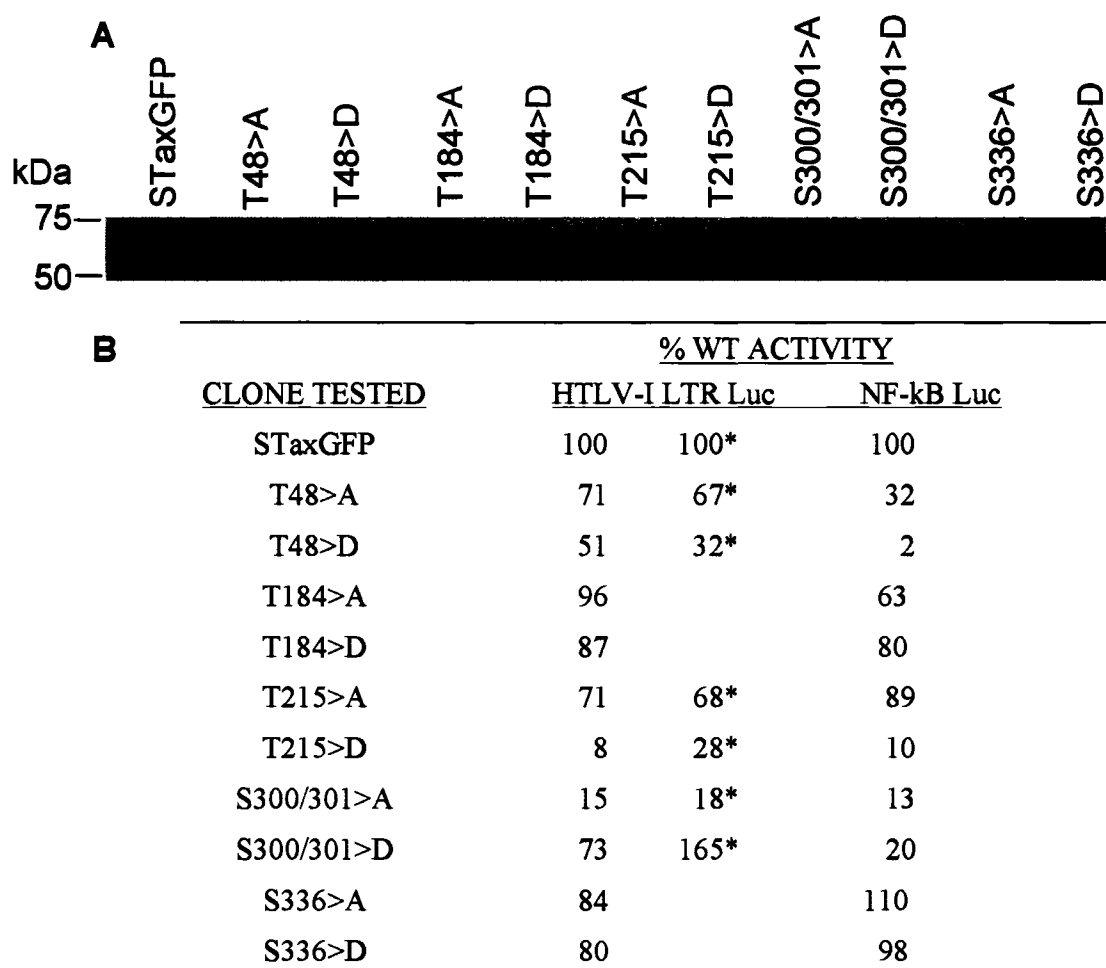 A
kDa
STaxGFP
T48>A
T48>D
T184>A
T184>D
T215>A
T215>D
S300/301>A
S300/301>D
S336>A
S336>D
75
50
B
% WT ACTIVITY
CLONE TESTED HTLV-I LTR Luc NF-kB Luc
STaxGFP 100 100* 100
T48>A 71 67* 32
T48>D 51 32* 2
T184>A 96 63
T184>D 87 80
T215>A 71 68* 89
T215>D 8 28* 10
S300/301>A 15 18* 13
S300/301>D 73 165* 20
S336>A 84 110
S336>D 80 98